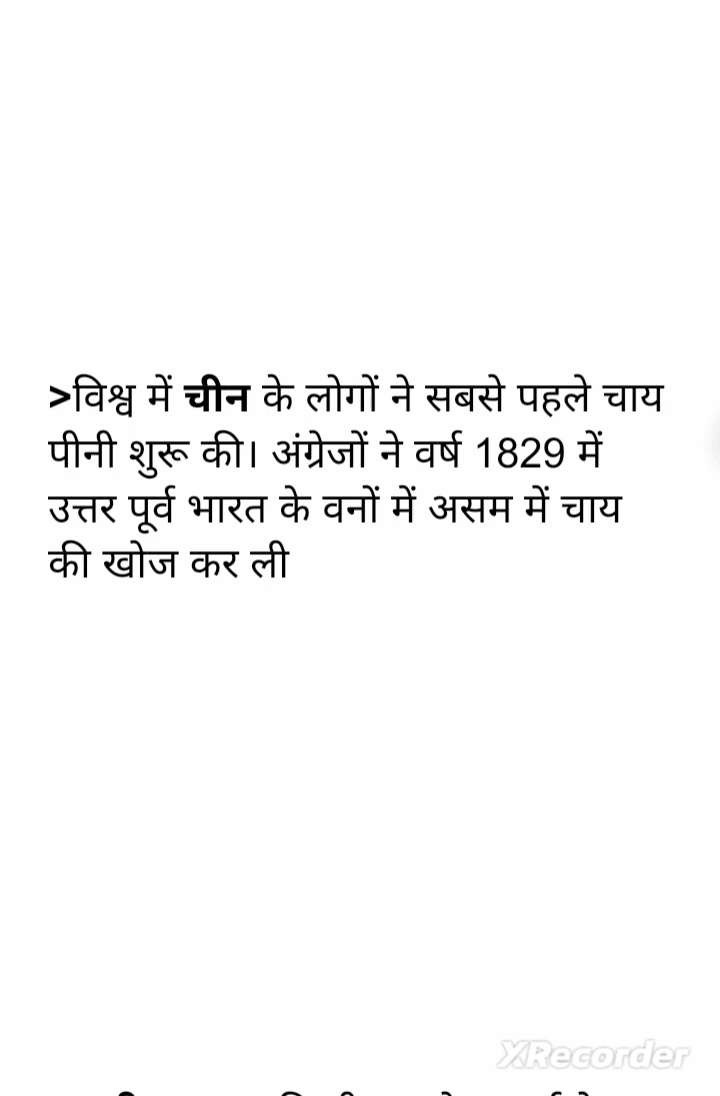 >विश्व में चीन के लोगों ने सबसे पहले चाय
पीनी शुरू की। अंग्रेजों ने वर्ष 1829 में
उत्तर पूर्व भारत के वनों में असम में चाय
की खोज कर ली
XRecorder